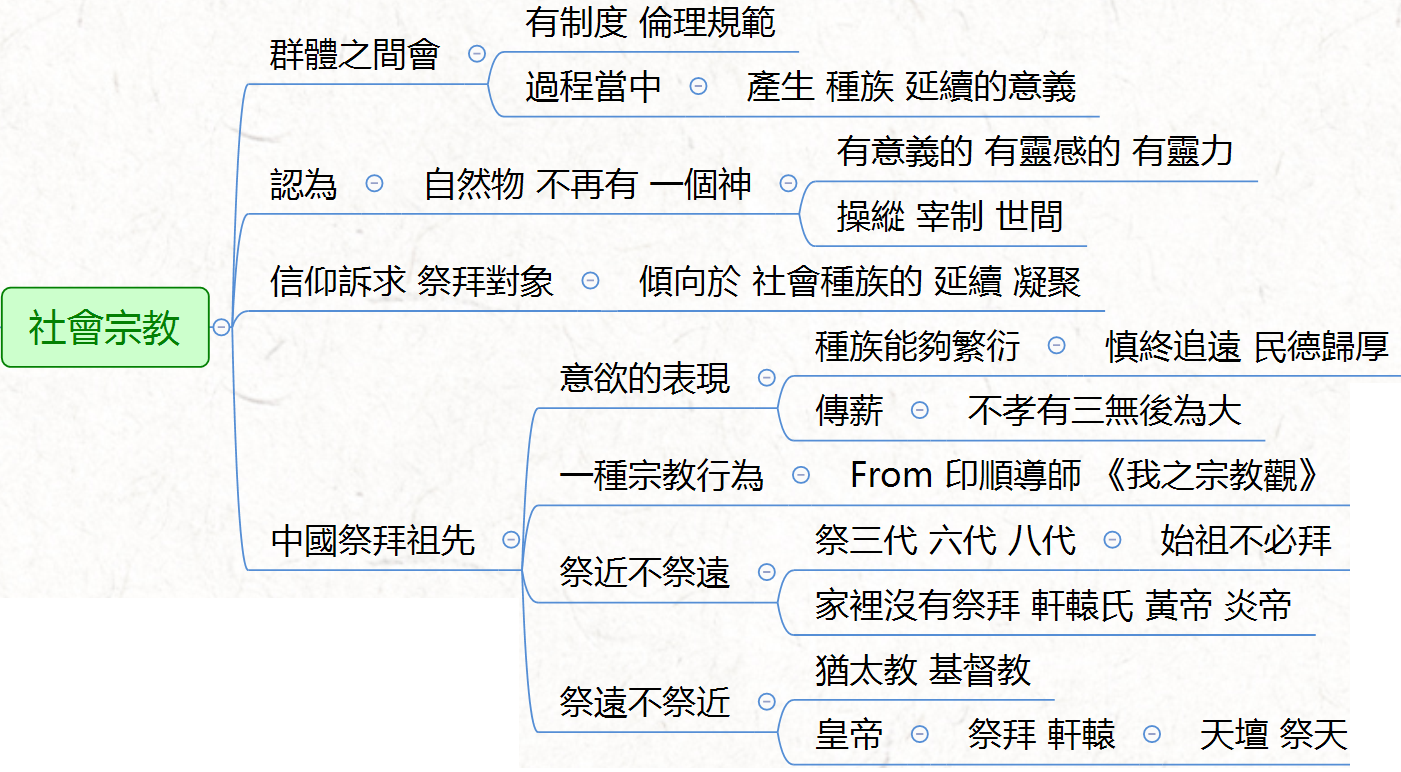 社會宗教
群體之間會
有制度 倫理規範
過程當中
產生 種族 延續的意義
認為
自然物 不再有 一個神
有意義的 有靈感的 有靈力
操縱 宰制 世間
信仰訴求 祭拜對象
傾向於 社會種族的 延續 凝聚
中國祭拜祖先
意欲的表現
種族能夠繁衍
慎終追遠 民德歸厚
傳薪
不孝有三無後為大
一種宗教行為
From 印順導師 《我之宗教觀》
祭近不祭遠
祭三代 六代 八代
始祖不必拜
家裡沒有祭拜 軒轅氏 黃帝 炎帝
祭遠不祭近
猶太教 基督教
皇帝
祭拜 軒轅
天壇 祭天